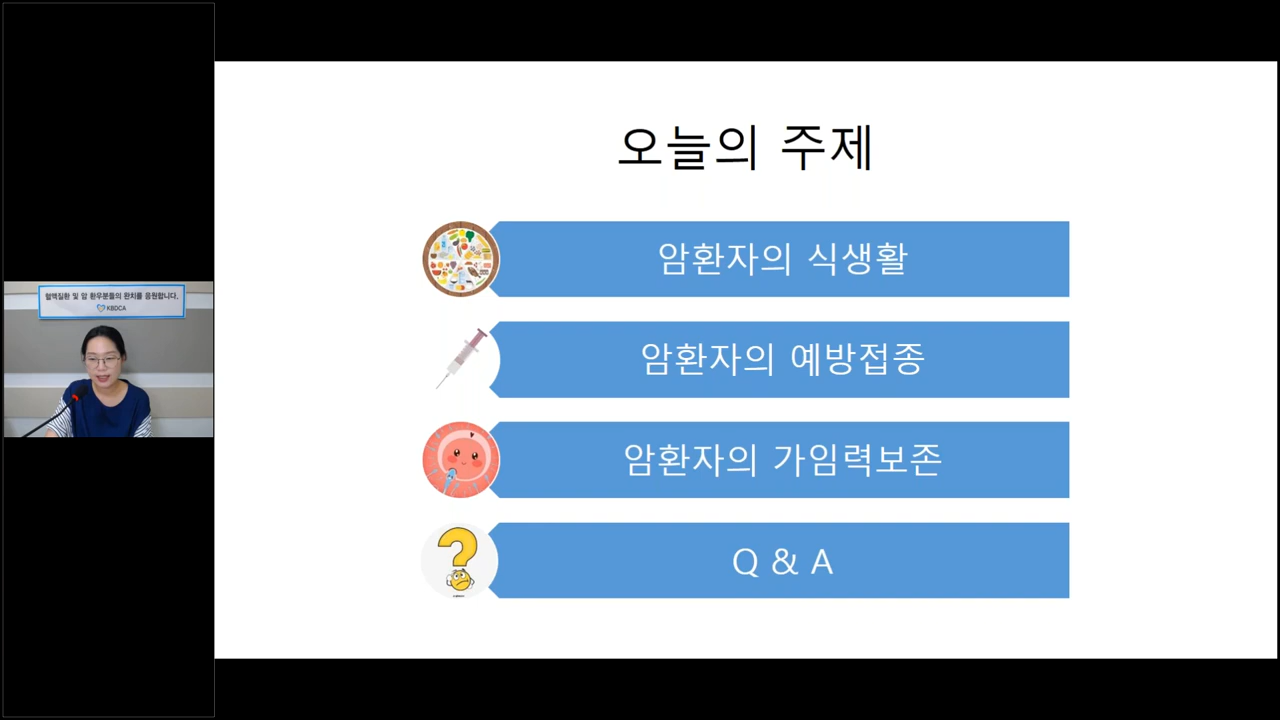 혈액질환 및 암 환우분들의 완치를 응원합니다.
KBDCA
오늘의 주제
암환자의 식생활
암환자의 예방접종
암환자의 가임력보존
Q & A